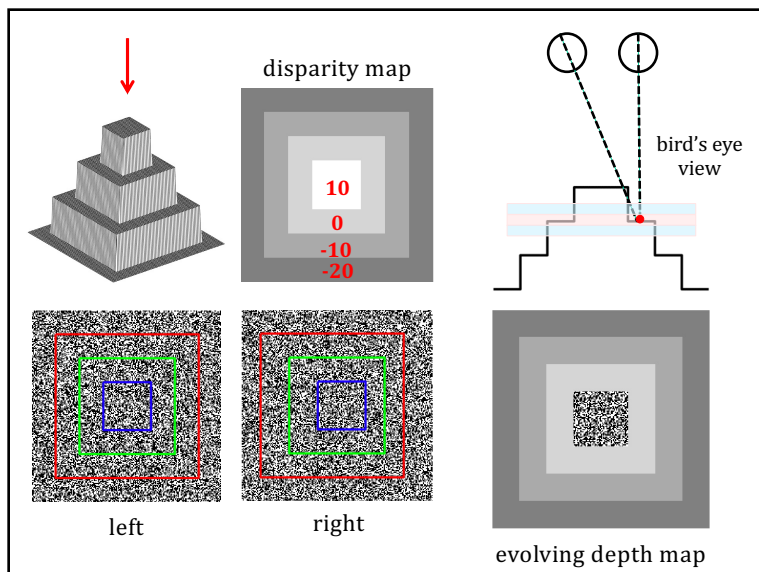 disparity map
10
0
-10
-20
bird's eye
view
left
right
evolving depth map